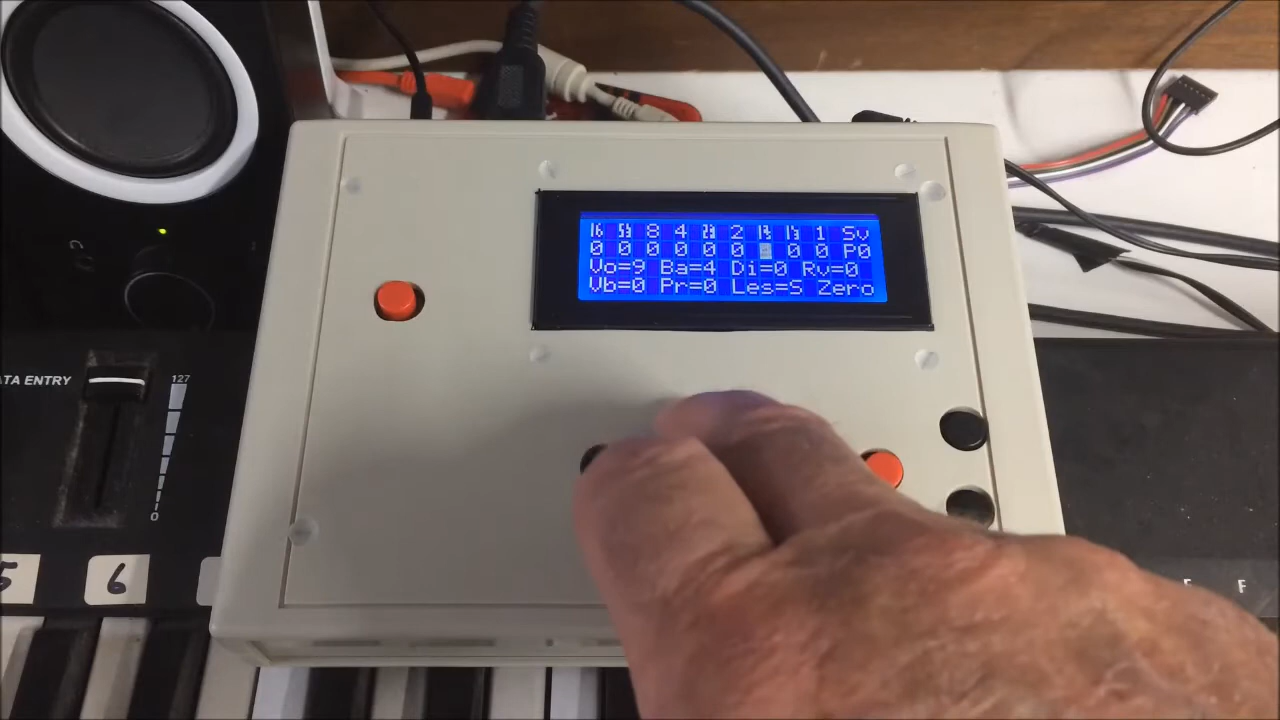 16 5⅓ 8 4 2⅔ 2 1⅗ 1⅓ 1 Sv
0 0 0 0 0 0 0 0 P0
Vo=9 Ba=4 Di=0 Rv=0
Vb=0 Pr=0 Les=S Zero
ATA ENTRY
127
0
5
6
F